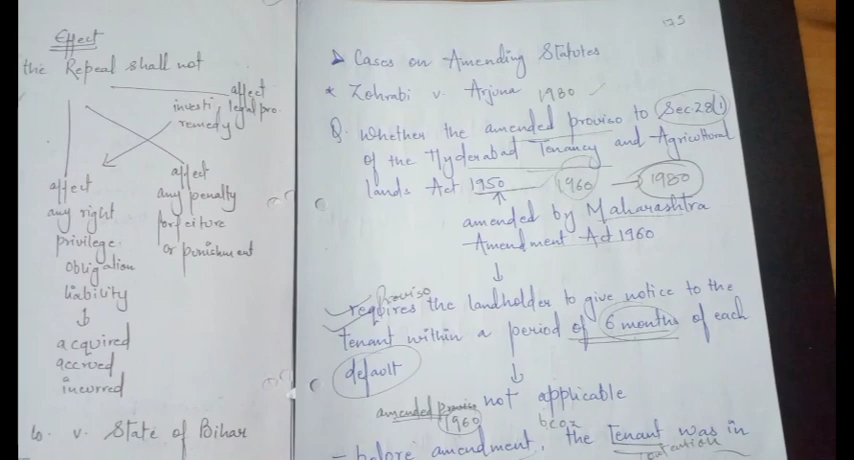 Effect
the Repeal shall not
affect
investi, legal pro.
remedy
affect
any right
privilege
obligation
liability
acquired
accrued
incurred
affect
any penalty
forfeiture
or punishment
Co. v. State of Bihar
175
Cases on Amending Statutes
* Zohrabi v. Arjuna 1980
Q. Whether the amended proviso to Sec 28(1)
of the Hyderabad Tenancy and Agricultural
lands Act 1950 1960 → 1980
amended by Maharashtra
Amendment Act 1960
proviso
requires the landholder to give notice to the
tenant within a period of 6 months of each
default
amended proviso not applicable
1960 bcoz
- before amendment, the tenant was in